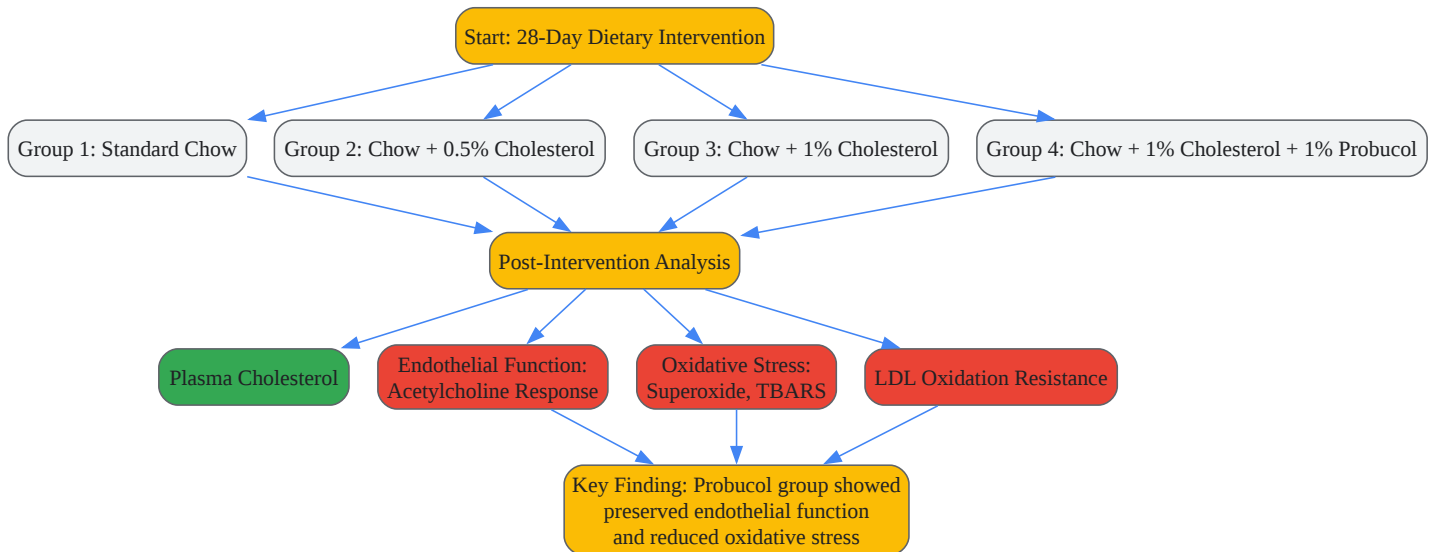 Start: 28-Day Dietary Intervention
Group 1: Standard Chow
Group 2: Chow + 0.5% Cholesterol
Group 3: Chow + 1% Cholesterol
Group 4: Chow + 1% Cholesterol + 1% Probucol
Post-Intervention Analysis
Plasma Cholesterol
Endothelial Function:
Acetylcholine Response
Oxidative Stress:
Superoxide, TBARS
LDL Oxidation Resistance
Key Finding: Probucol group showed
preserved endothelial function
and reduced oxidative stress